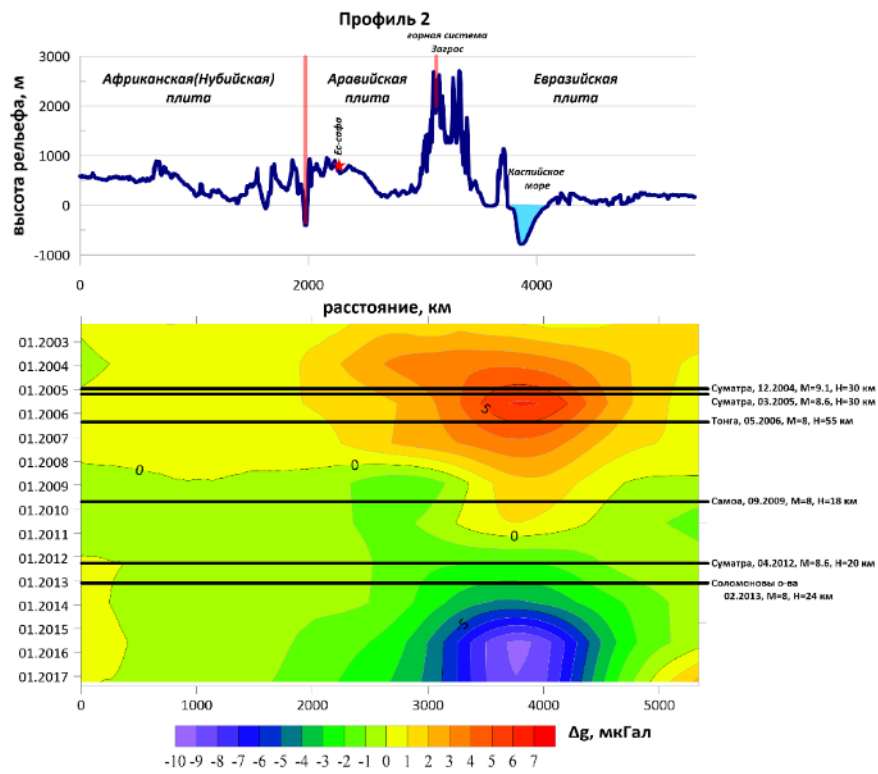 Профиль 2
горная система
Загрос
Африканская(Нубийская)
плита
Аравийская
плита
Евразийская
плита
Ес-сафа
Каспийское
море
высота рельефа, м
3000
2000
1000
0
-1000
0
2000
4000
расстояние, км
01.2003
01.2004
01.2005
01.2006
01.2007
01.2008
01.2009
01.2010
01.2011
01.2012
01.2013
01.2014
01.2015
01.2016
01.2017
5
0
0
0
-5
Суматра, 12.2004, М=9.1, Н=30 км
Суматра, 03.2005, М=8.6, Н=30 км
Тонга, 05.2006, М=8, Н=55 км
Самоа, 09.2009, М=8, Н=18 км
Суматра, 04.2012, М=8.6, Н=20 км
Соломоновы о-ва
02.2013, М=8, Н=24 км
0
1000
2000
3000
4000
5000
-10 -9 -8 -7 -6 -5 -4 -3 -2 -1 0 1 2 3 4 5 6 7
Δg, мкГал